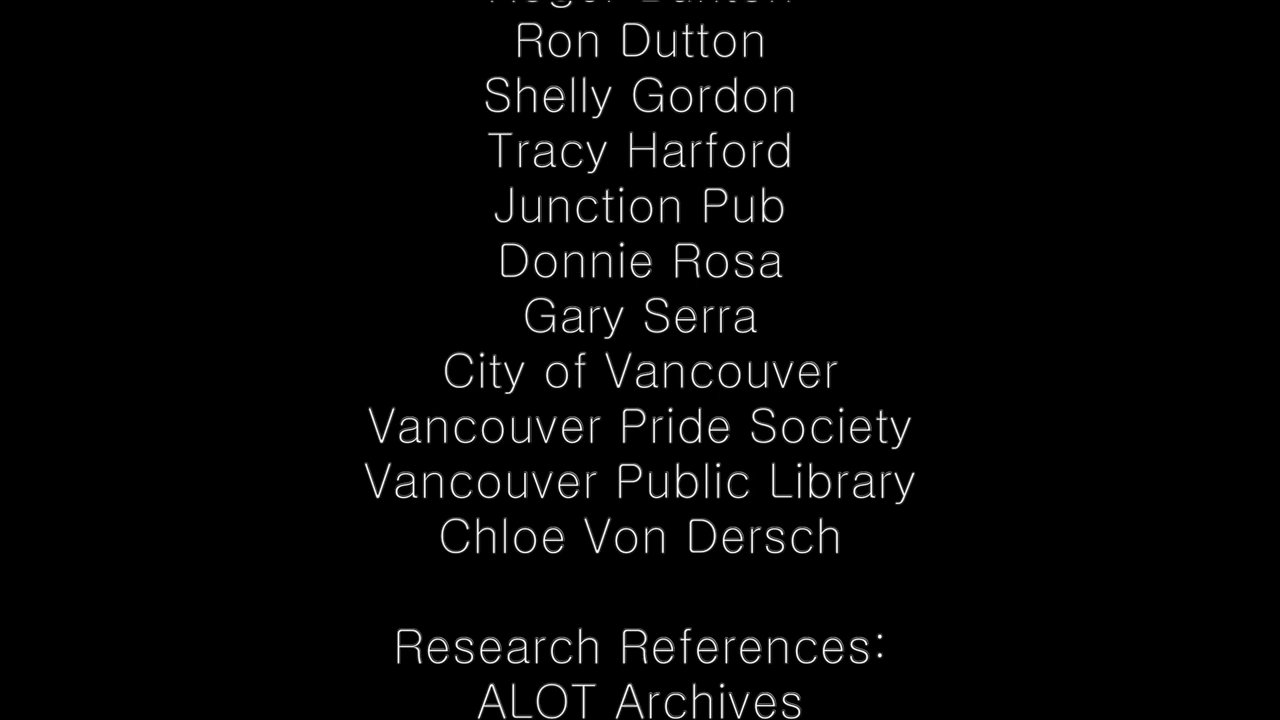 Ron Dutton
Shelly Gordon
Tracy Harford
Junction Pub
Donnie Rosa
Gary Serra
City of Vancouver
Vancouver Pride Society
Vancouver Public Library
Chloe Von Dersch
Research References:
ALOT Archives